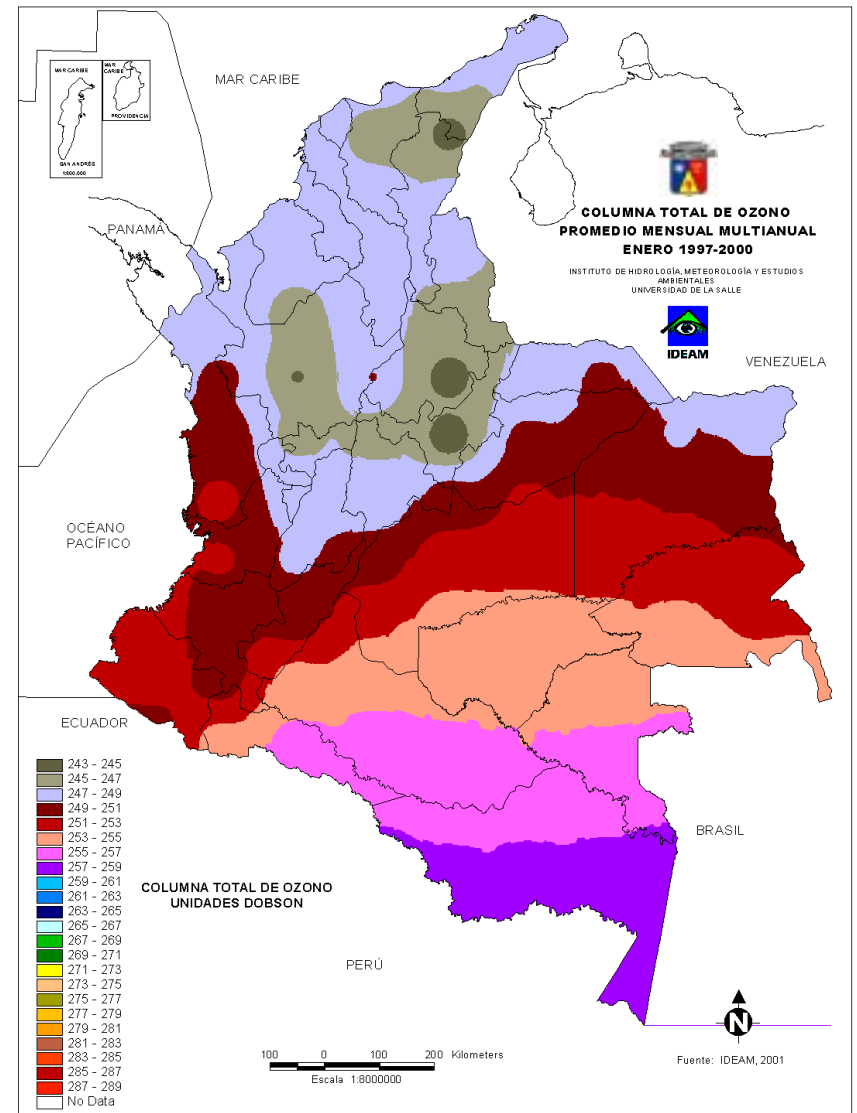 MAR CARIBE
MAR
CARIBE
PROVIDENCIA
SAN ANDRÉS
1:800.000
MAR CARIBE
COLUMNA TOTAL DE OZONO
PROMEDIO MENSUAL MULTIANUAL
ENERO 1997-2000
INSTITUTO DE HIDROLOGÍA, METEOROLOGÍA Y ESTUDIOS
AMBIENTALES
UNIVERSIDAD DE LA SALLE
IDEAM
PANAMÁ
VENEZUELA
OCÉANO
PACÍFICO
ECUADOR
BRASIL
PERÚ
243 - 245
245 - 247
247 - 249
249 - 251
251 - 253
253 - 255
255 - 257
257 - 259
259 - 261
261 - 263
263 - 265
265 - 267
267 - 269
269 - 271
271 - 273
273 - 275
275 - 277
277 - 279
279 - 281
281 - 283
283 - 285
285 - 287
287 - 289
No Data
COLUMNA TOTAL DE OZONO
UNIDADES DOBSON
100 0 100 200 Kilometers
Escala 1:8000000
N
Fuente: IDEAM, 2001